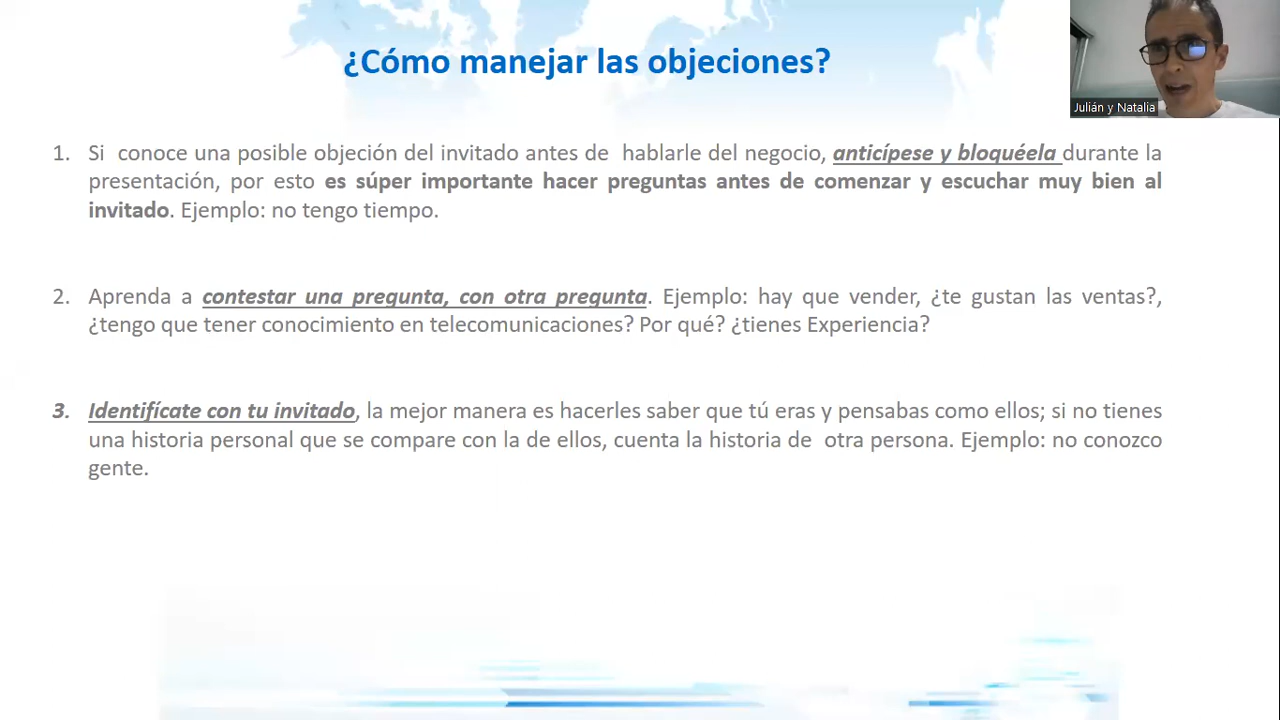 ¿Cómo manejar las objeciones?
Julián y Natalia
1. Si conoce una posible objeción del invitado antes de hablarle del negocio, anticípese y bloquéela durante la
presentación, por esto es súper importante hacer preguntas antes de comenzar y escuchar muy bien al
invitado. Ejemplo: no tengo tiempo.
2. Aprenda a contestar una pregunta, con otra pregunta. Ejemplo: hay que vender, ¿te gustan las ventas?,
¿tengo que tener conocimiento en telecomunicaciones? Por qué? ¿tienes Experiencia?
3. Identifícate con tu invitado, la mejor manera es hacerles saber que tú eras y pensabas como ellos; si no tienes
una historia personal que se compare con la de ellos, cuenta la historia de otra persona. Ejemplo: no conozco
gente.